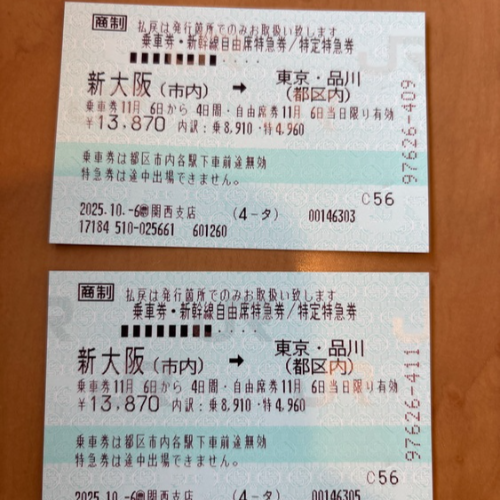 商制 払戻は発行箇所でのみお取扱い致します
乗車券・新幹線自由席特急券/特定特急券
新大阪(市内) → 東京・品川(都区内)
乗車券11月 6日から 4日間・自由席券11月 6日当日限り有効
¥13,870 内訳:乗8,910・特4,960
乗車券は都区市内各駅下車前途無効
特急券は途中出場できません。
C56
2025.10.-6 関西支店 (4-タ) 00146303
17184 510-025661 601260
97626-409
商制 払戻は発行箇所でのみお取扱い致します
乗車券・新幹線自由席特急券/特定特急券
新大阪(市内) → 東京・品川(都区内)
乗車券11月 6日から 4日間・自由席券11月 6日当日限り有効
¥13,870 内訳:乗8,910・特4,960
乗車券は都区市内各駅下車前途無効
特急券は途中出場できません。
C56
2025.10.-6 関西支店 (4-タ) 00146305
97626-411